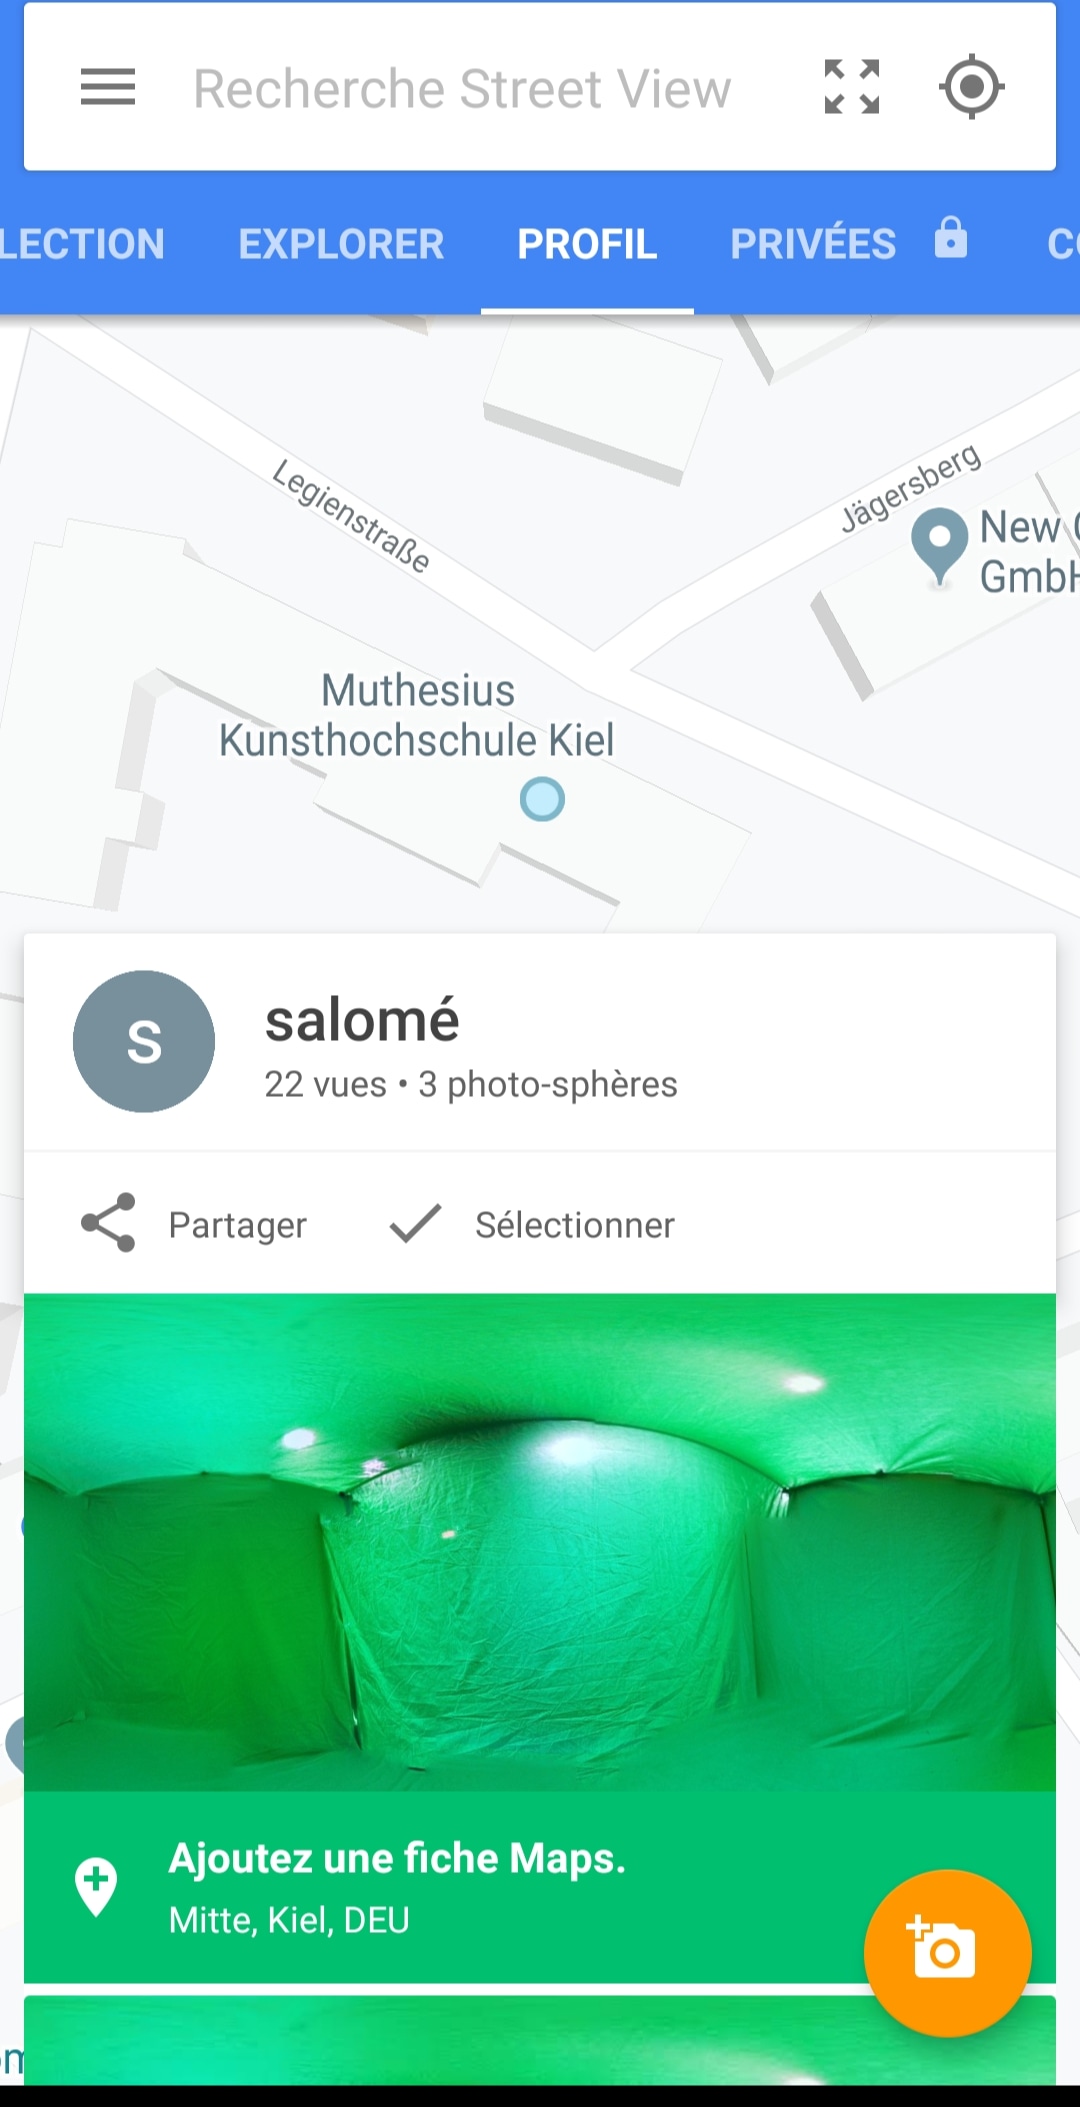 Recherche Street View
LECTION EXPLORER PROFIL PRIVÉES
Legienstraße
Jägersberg
New
GmbH
Muthesius
Kunsthochschule Kiel
S
salomé
22 vues • 3 photo-sphères
Partager Sélectionner
Ajoutez une fiche Maps.
Mitte, Kiel, DEU